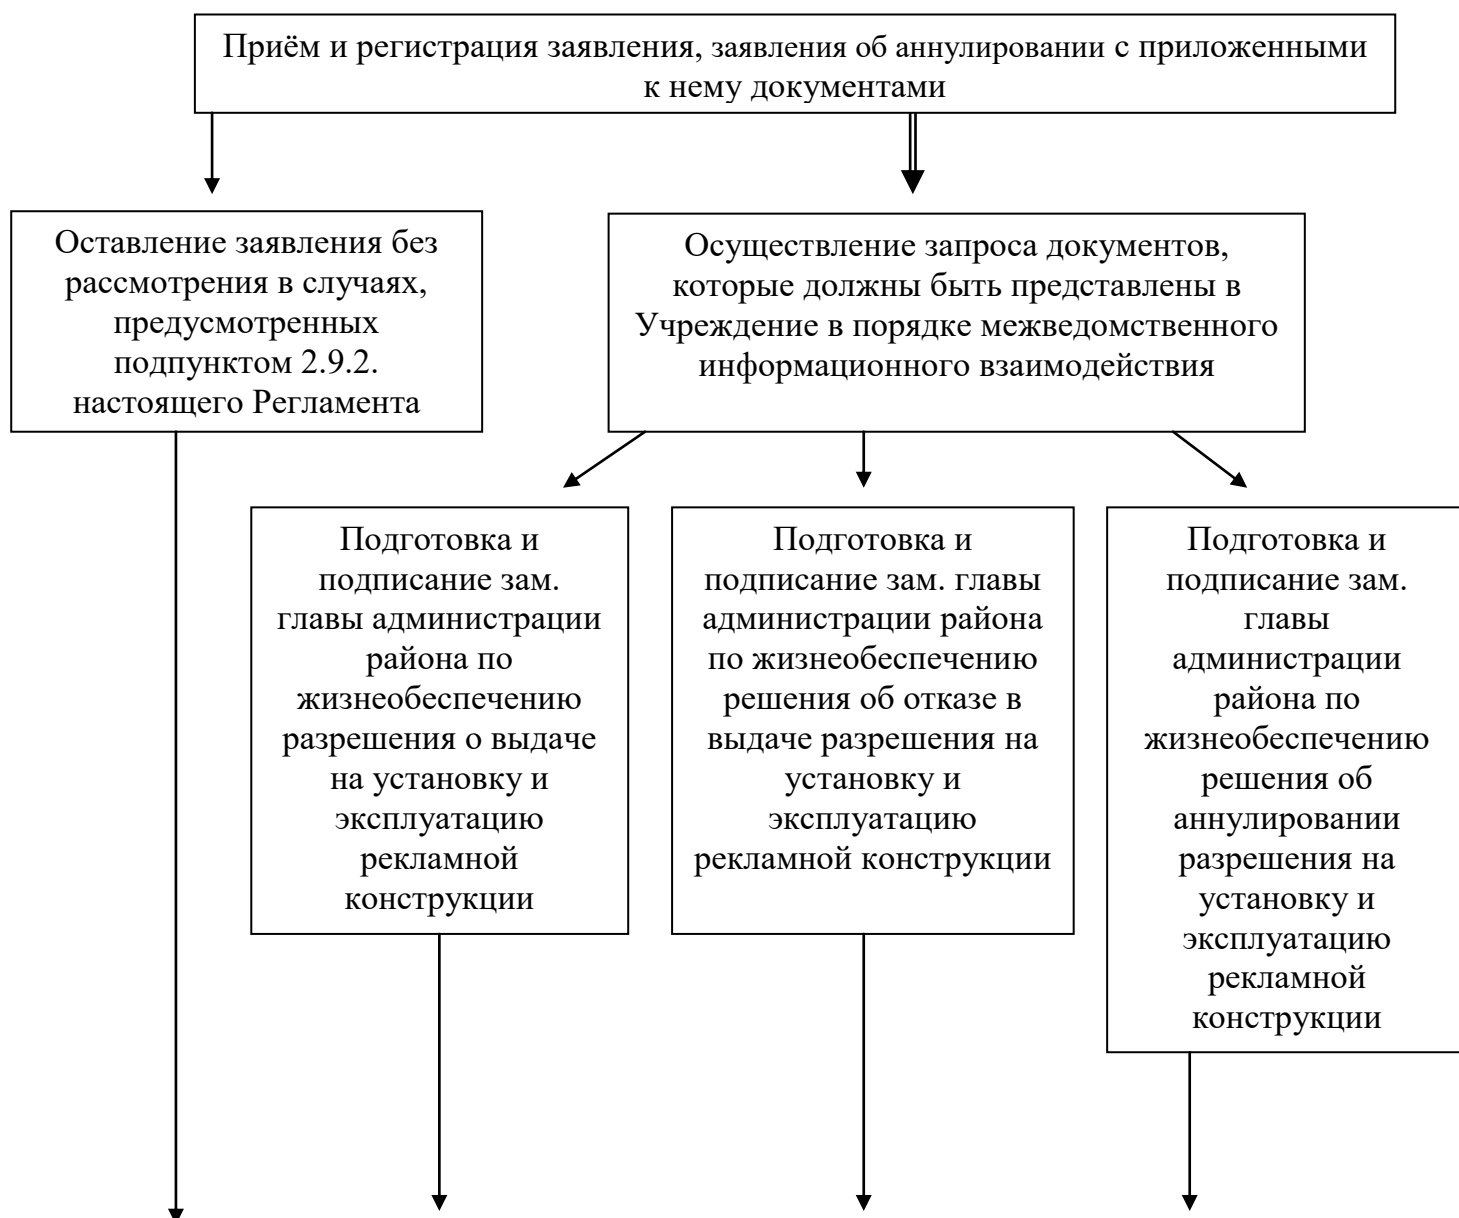 Приём и регистрация заявления, заявления об аннулировании с приложенными
к нему документами
Оставление заявления без
рассмотрения в случаях,
предусмотренных
подпунктом 2.9.2.
настоящего Регламента
Осуществление запроса документов,
которые должны быть представлены в
Учреждение в порядке межведомственного
информационного взаимодействия
Подготовка и
подписание зам.
главы администрации
района по
жизнеобеспечению
разрешения о выдаче
на установку и
эксплуатацию
рекламной
конструкции
Подготовка и
подписание зам. главы
администрации района
по жизнеобеспечению
решения об отказе в
выдаче разрешения на
установку и
эксплуатацию
рекламной конструкции
Подготовка и
подписание зам.
главы
администрации
района по
жизнеобеспечению
решения об
аннулировании
разрешения на
установку и
эксплуатацию
рекламной
конструкции